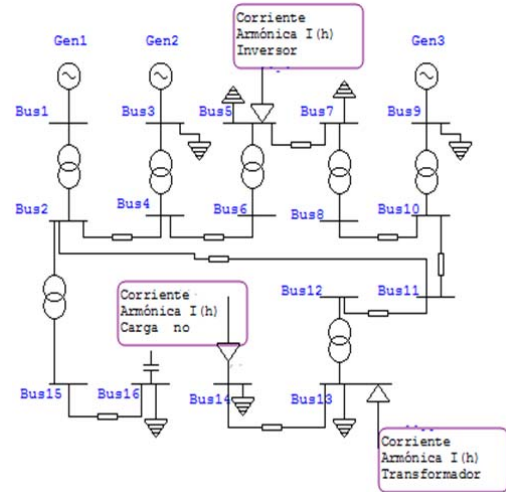 Corriente
Armónica I(h)
Inversor
Gen1
Gen2
Gen3
Bus1
Bus3
Bus5
Bus7
Bus9
Bus2
Bus4
Bus6
Bus8
Bus10
Corriente
Armónica I(h)
Carga no
Bus12
Bus11
Bus15
Bus16
Bus14
Bus13
Corriente
Armónica I(h)
Transformador